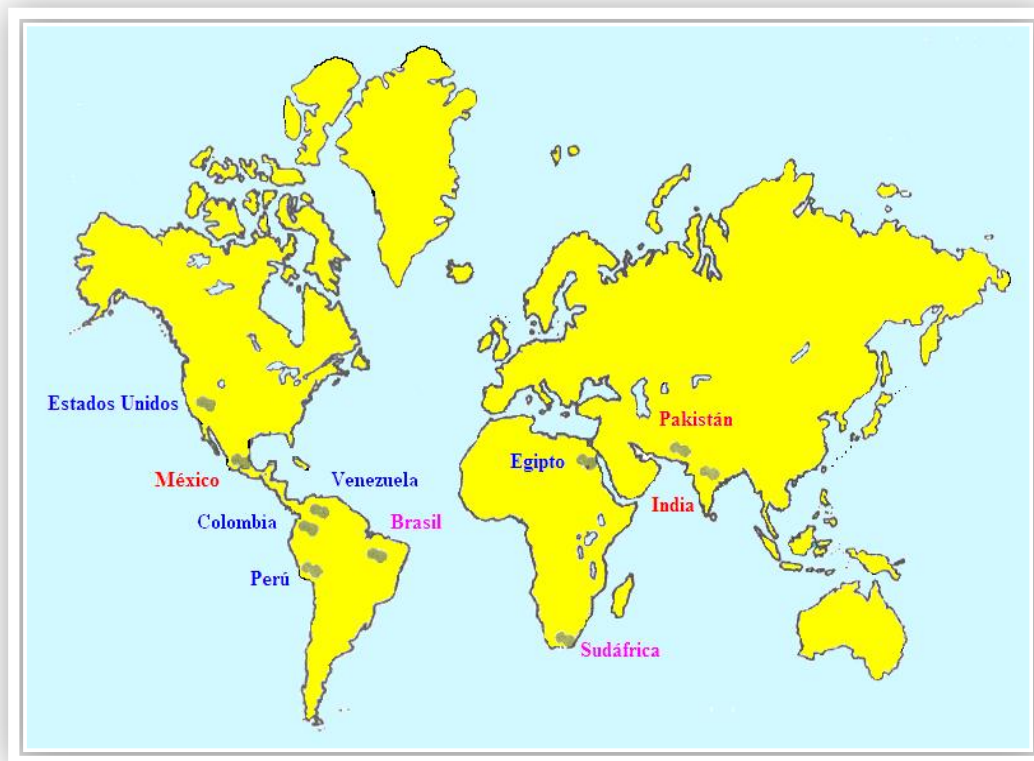 Estados Unidos
Pakistán
Egipto
México
Venezuela
India
Colombia
Brasil
Perú
Sudáfrica